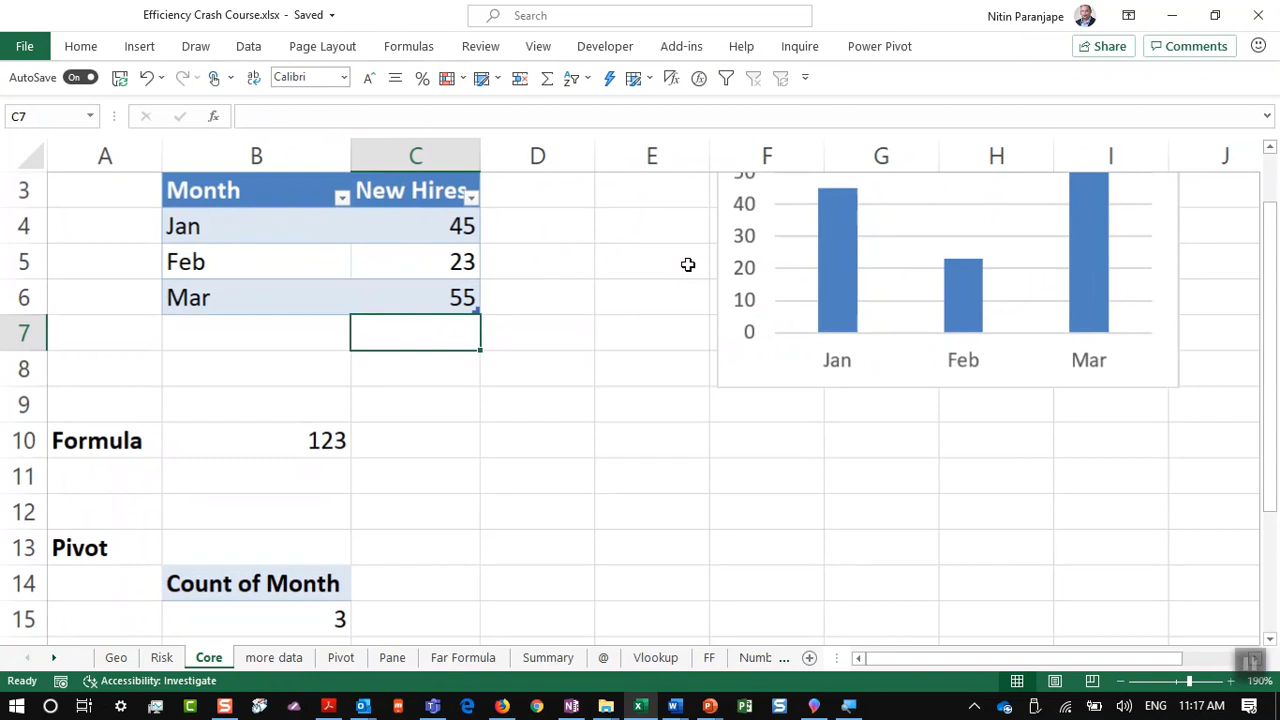 Efficiency Crash Course.xlsx - Saved
Search
Nitin Paranjape
File Home Insert Draw Data Page Layout Formulas Review View Developer Add-ins Help Inquire Power Pivot Share Comments
AutoSave On Calibri
C7
A B C D E F G H I J
3 Month New Hires 50
4 Jan 45 40
5 Feb 23 30
6 Mar 55 20
10
7 0
8 Jan Feb Mar
9
10 Formula 123
11
12
13 Pivot
14 Count of Month
15 3
Geo Risk Core more data Pivot Pane Far Formula Summary @ Vlookup FF Numb ...
Ready Accessibility: Investigate 190%
ENG 11:17 AM